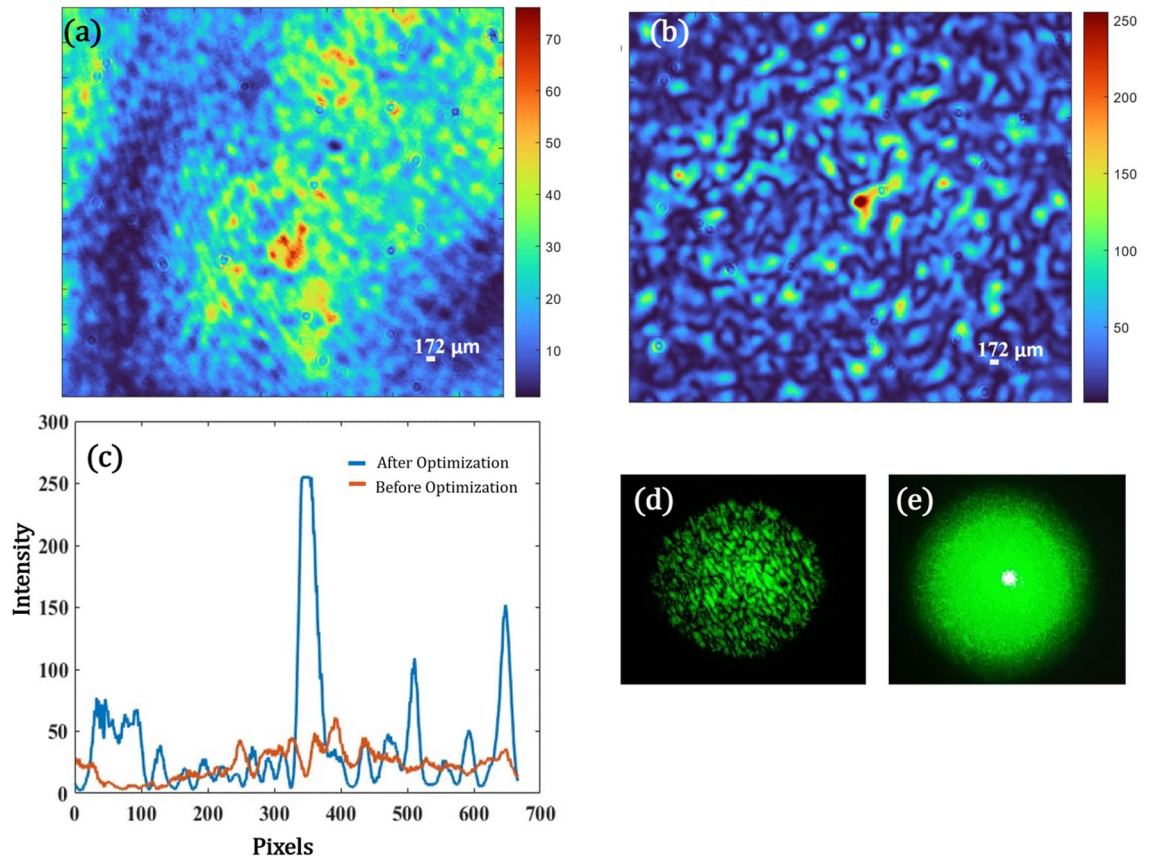 (a)
70
60
50
40
30
20
10
172 μm
(b)
250
200
150
100
50
172 μm
(c)
300
250
200
150
100
50
0
Intensity
After Optimization
Before Optimization
0 100 200 300 400 500 600 700
Pixels
(d)
(e)